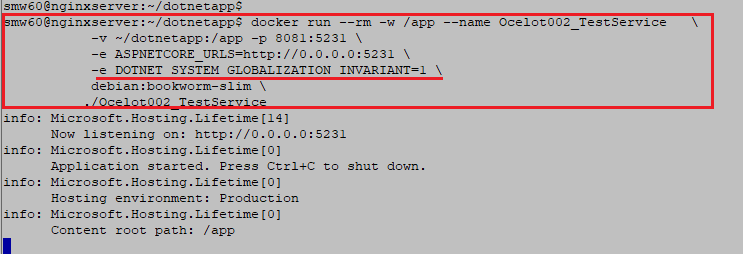 smw60@nginxserver:~/dotnetapp$
smw60@nginxserver:~/dotnetapp$ docker run --rm -w /app --name Ocelot002_TestService   \
-v ~/dotnetapp:/app -p 8081:5231 \
-e ASPNETCORE_URLS=http://0.0.0.0:5231 \
-e DOTNET_SYSTEM_GLOBALIZATION_INVARIANT=1 \
debian:bookworm-slim \
./Ocelot002_TestService
info: Microsoft.Hosting.Lifetime[14]
Now listening on: http://0.0.0.0:5231
info: Microsoft.Hosting.Lifetime[0]
Application started. Press Ctrl+C to shut down.
info: Microsoft.Hosting.Lifetime[0]
Hosting environment: Production
info: Microsoft.Hosting.Lifetime[0]
Content root path: /app